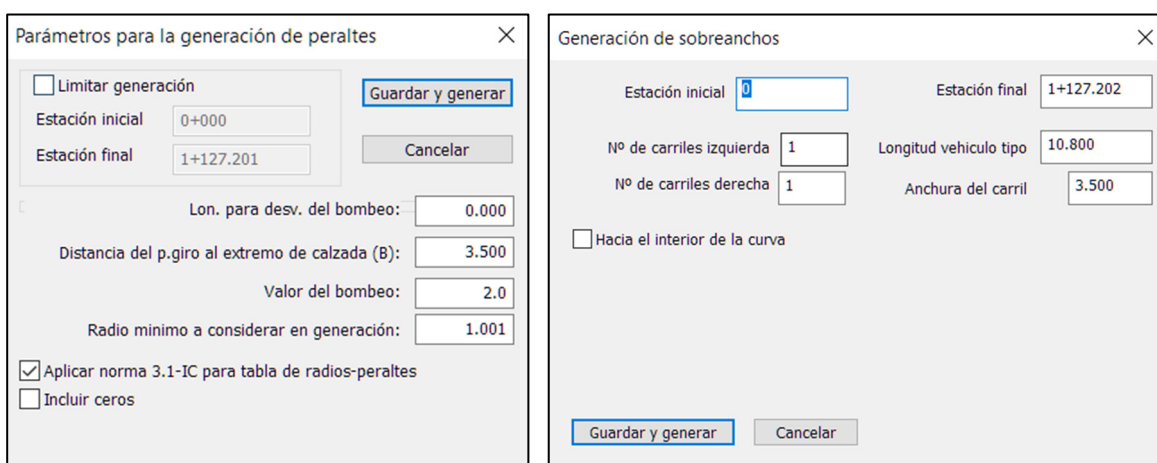 Parámetros para la generación de peraltes
Limitar generación
Guardar y generar
Estación inicial 0+000
Estación final 1+127.201
Cancelar
Lon. para desv. del bombeo: 0.000
Distancia del p.giro al extremo de calzada (B): 3.500
Valor del bombeo: 2.0
Radio minimo a considerar en generación: 1.001
Aplicar norma 3.1-IC para tabla de radios-peraltes
Incluir ceros
Generación de sobreanchos
Estación inicial 0 Estación final 1+127.202
Nº de carriles izquierda 1 Longitud vehiculo tipo 10.800
Nº de carriles derecha 1 Anchura del carril 3.500
Hacia el interior de la curva
Guardar y generar Cancelar